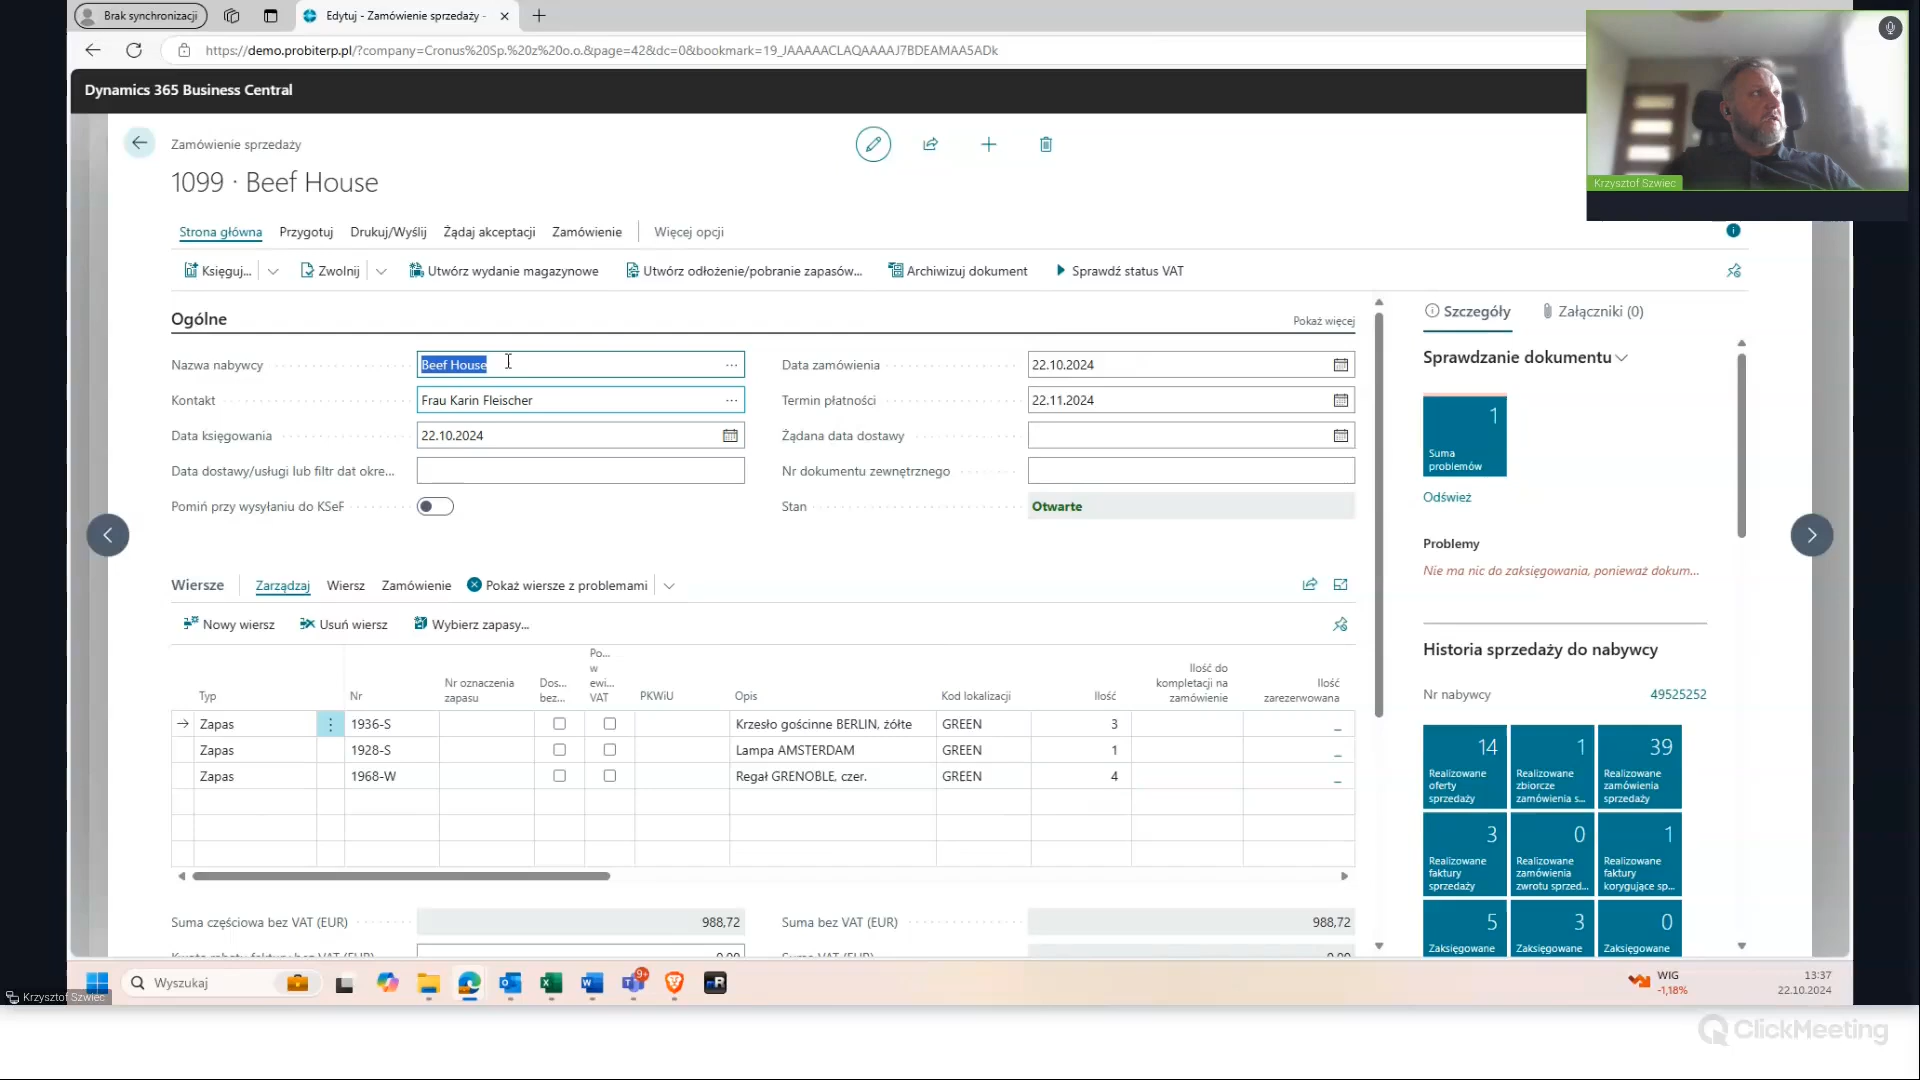 Brak synchronizacji
Edytuj - Zamówienie sprzedaży -
https://demo.probiterp.pl/?company=Cronus%20Sp.%20z%20o.o.&page=42&dc=0&bookmark=19_JAAAAACLAQAAAAJ7BDEAMAA5ADk
Dynamics 365 Business Central
Krzysztof Szwiec
Zamówienie sprzedaży
1099 · Beef House
Strona główna Przygotuj Drukuj/Wyślij Żądaj akceptacji Zamówienie Więcej opcji
Księguj... Zwolnij Utwórz wydanie magazynowe Utwórz odłożenie/pobranie zapasów... Archiwizuj dokument Sprawdź status VAT
Ogólne
Pokaż więcej
Nazwa nabywcy Beef House
Data zamówienia 22.10.2024
Kontakt Frau Karin Fleischer
Termin płatności 22.11.2024
Data księgowania 22.10.2024
Żądana data dostawy
Data dostawy/usługi lub filtr dat okre...
Nr dokumentu zewnętrznego
Pomiń przy wysyłaniu do KSeF
Stan Otwarte
Wiersze Zarządzaj Wiersz Zamówienie Pokaż wiersze z problemami
Nowy wiersz Usuń wiersz Wybierz zapasy...
Typ
Nr
Nr oznaczenia
zapasu
Dos...
bez...
Po...
w
ewi...
VAT
PKWiU
Opis
Kod lokalizacji
Ilość
Ilość do
kompletacji na
zamówienie
Ilość
zarezerwowana
Zapas 1936-S Krzesło gościnne BERLIN, żółte GREEN 3 _
Zapas 1928-S Lampa AMSTERDAM GREEN 1 _
Zapas 1968-W Regał GRENOBLE, czer. GREEN 4 _
Suma częściowa bez VAT (EUR) 988,72
Suma bez VAT (EUR) 988,72
Szczegóły Załączniki (0)
Sprawdzanie dokumentu
1
Suma
problemów
Odśwież
Problemy
Nie ma nic do zaksięgowania, ponieważ dokum...
Historia sprzedaży do nabywcy
Nr nabywcy 49525252
14
Realizowane
oferty
sprzedaży
1
Realizowane
zbiorcze
zamówienia s...
39
Realizowane
zamówienia
sprzedaży
3
Realizowane
faktury
sprzedaży
0
Realizowane
zamówienia
zwrotu sprzed...
1
Realizowane
faktury
korygujące sp...
5
Zaksięgowane
3
Zaksięgowane
0
Zaksięgowane
Krzysztof Szwiec
Wyszukaj
9+
WIG
-1,18%
13:37
22.10.2024
ClickMeeting